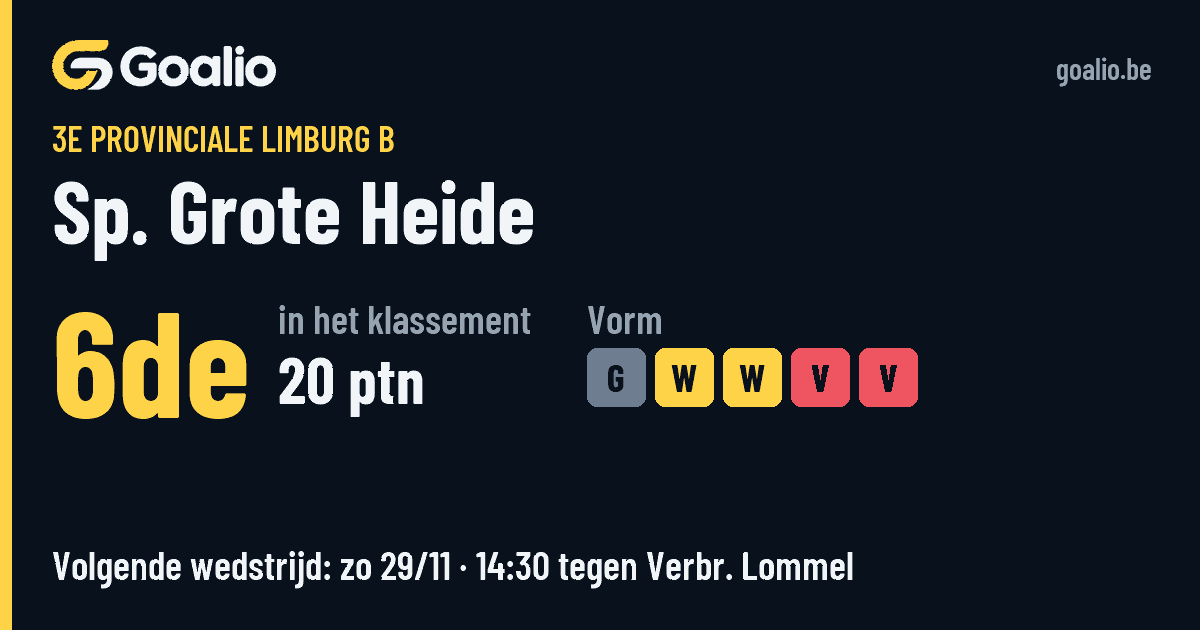 Goalio
goalio.be
3E PROVINCIALE LIMBURG B
Sp. Grote Heide
6de
in het klassement
20 ptn
Vorm
G W W V V
Volgende wedstrijd: zo 29/11 · 14:30 tegen Verbr. Lommel